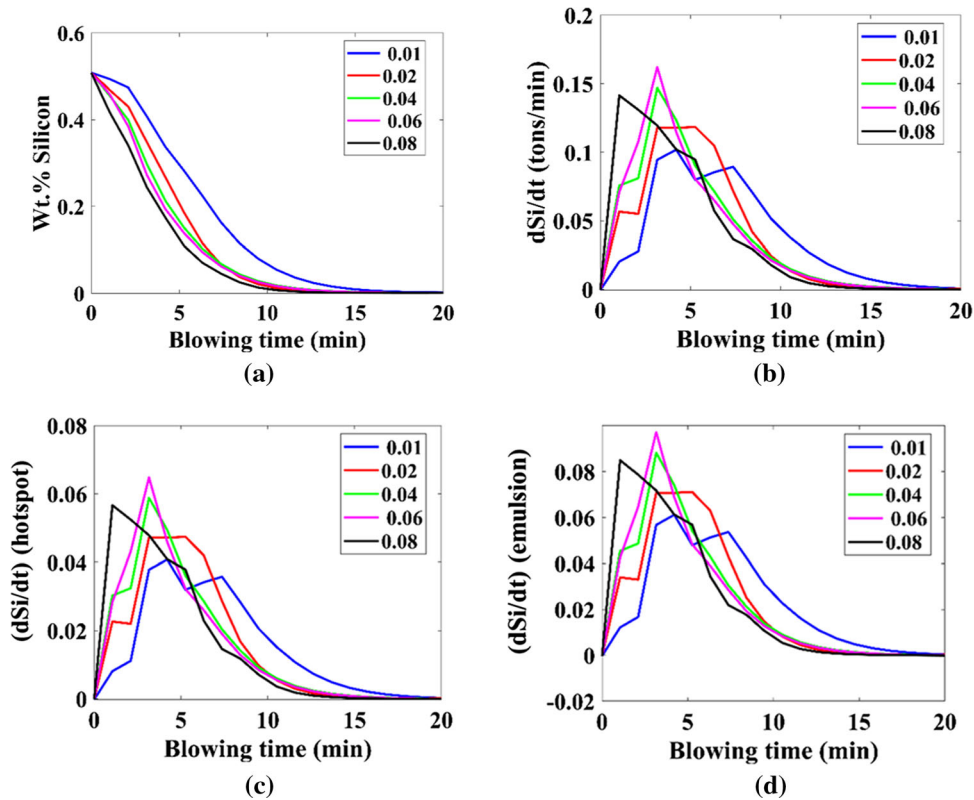 0.6
0.4
0.2
0
Wt.% Silicon
0.01
0.02
0.04
0.06
0.08
0 5 10 15 20
Blowing time (min)
(a)
0.2
0.15
0.1
0.05
0
dSi/dt (tons/min)
0.01
0.02
0.04
0.06
0.08
0 5 10 15 20
Blowing time (min)
(b)
0.08
0.06
0.04
0.02
0
(dSi/dt) (hotspot)
0.01
0.02
0.04
0.06
0.08
0 5 10 15 20
Blowing time (min)
(c)
0.08
0.06
0.04
0.02
0
-0.02
(dSi/dt) (emulsion)
0.01
0.02
0.04
0.06
0.08
0 5 10 15 20
Blowing time (min)
(d)